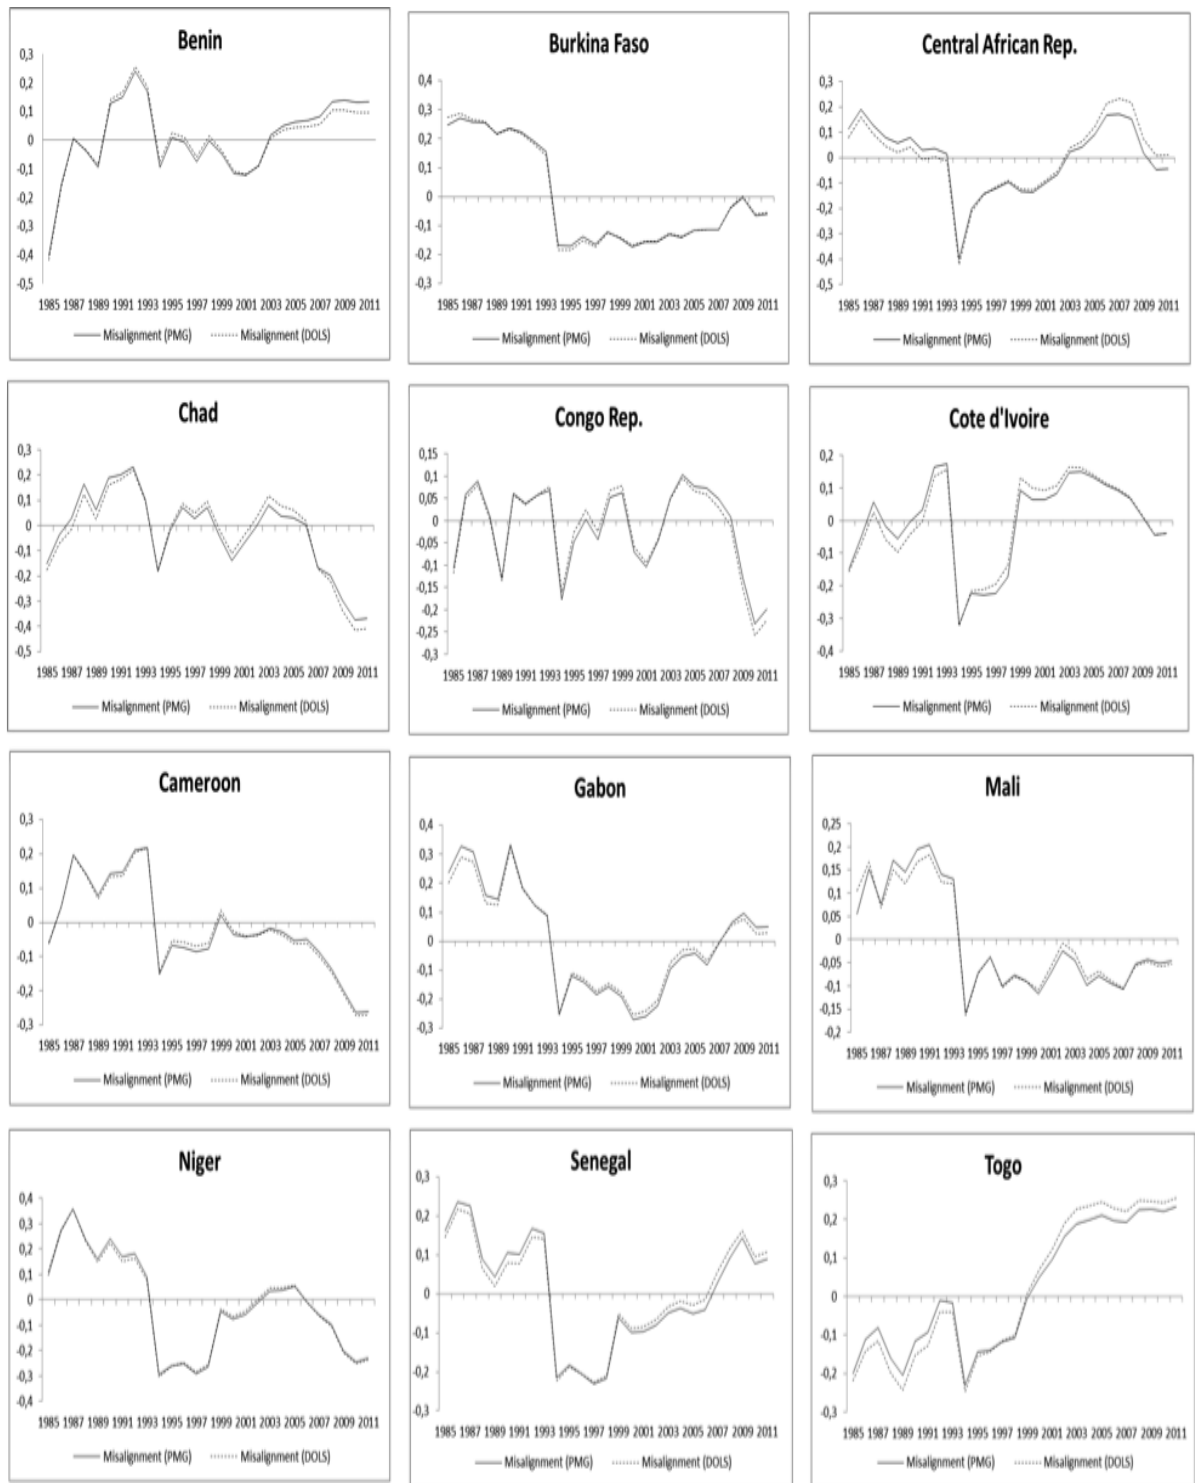 Benin
0,3
0,2
0,1
0
-0,1
-0,2
-0,3
-0,4
-0,5
1985 1987 1989 1991 1993 1995 1997 1999 2001 2003 2005 2007 2009 2011
Misalignment (PMG) Misalignment (DOLS)
Burkina Faso
0,4
0,3
0,2
0,1
0
-0,1
-0,2
-0,3
1985 1987 1989 1991 1993 1995 1997 1999 2001 2003 2005 2007 2009 2011
Misalignment (PMG) Misalignment (DOLS)
Central African Rep.
0,3
0,2
0,1
0
-0,1
-0,2
-0,3
-0,4
-0,5
1985 1987 1989 1991 1993 1995 1997 1999 2001 2003 2005 2007 2009 2011
Misalignment (PMG) Misalignment (DOLS)
Chad
0,3
0,2
0,1
0
-0,1
-0,2
-0,3
-0,4
-0,5
1985 1987 1989 1991 1993 1995 1997 1999 2001 2003 2005 2007 2009 2011
Misalignment (PMG) Misalignment (DOLS)
Congo Rep.
0,15
0,1
0,05
0
-0,05
-0,1
-0,15
-0,2
-0,25
-0,3
1985 1987 1989 1991 1993 1995 1997 1999 2001 2003 2005 2007 2009 2011
Misalignment (PMG) Misalignment (DOLS)
Cote d'Ivoire
0,2
0,1
0
-0,1
-0,2
-0,3
-0,4
1985 1987 1989 1991 1993 1995 1997 1999 2001 2003 2005 2007 2009 2011
Misalignment (PMG) Misalignment (DOLS)
Cameroon
0,3
0,2
0,1
0
-0,1
-0,2
-0,3
1985 1987 1989 1991 1993 1995 1997 1999 2001 2003 2005 2007 2009 2011
Misalignment (PMG) Misalignment (DOLS)
Gabon
0,4
0,3
0,2
0,1
0
-0,1
-0,2
-0,3
1985 1987 1989 1991 1993 1995 1997 1999 2001 2003 2005 2007 2009 2011
Misalignment (PMG) Misalignment (DOLS)
Mali
0,25
0,2
0,15
0,1
0,05
0
-0,05
-0,1
-0,15
-0,2
1985 1987 1989 1991 1993 1995 1997 1999 2001 2003 2005 2007 2009 2011
Misalignment (PMG) Misalignment (DOLS)
Niger
0,4
0,3
0,2
0,1
0
-0,1
-0,2
-0,3
-0,4
1985 1987 1989 1991 1993 1995 1997 1999 2001 2003 2005 2007 2009 2011
Misalignment (PMG) Misalignment (DOLS)
Senegal
0,3
0,2
0,1
0
-0,1
-0,2
-0,3
1985 1987 1989 1991 1993 1995 1997 1999 2001 2003 2005 2007 2009 2011
Misalignment (PMG) Misalignment (DOLS)
Togo
0,3
0,2
0,1
0
-0,1
-0,2
-0,3
1985 1987 1989 1991 1993 1995 1997 1999 2001 2003 2005 2007 2009 2011
Misalignment (PMG) Misalignment (DOLS)